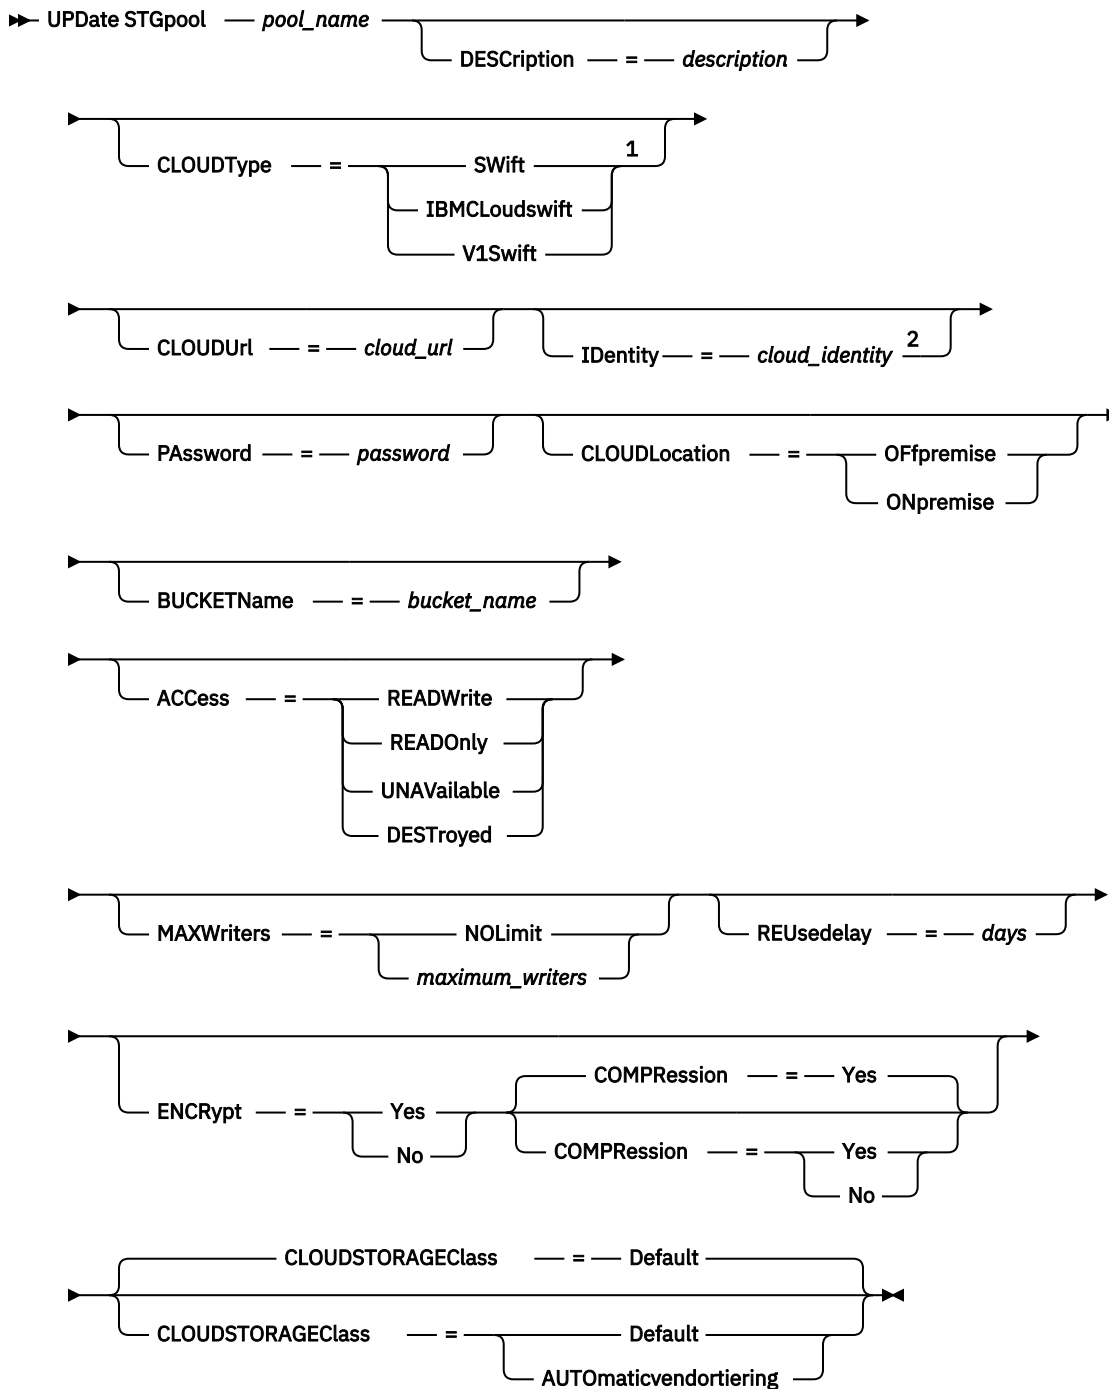 UPDate STGpool pool_name
DESCription = description
CLOUDType = SWift 1
IBMCLoudswift
V1Swift
CLOUDUrl = cloud_url IDentity = cloud_identity 2
PAssword = password CLOUDLocation = OFfpremise
ONpremise
BUCKETName = bucket_name
ACCess = READWrite
READOnly
UNAVailable
DESTroyed
MAXWriters = NOLimit REUsedelay = days
maximum_writers
COMPRession = Yes
ENCRypt = Yes
COMPRession = Yes
No
No
CLOUDSTORAGEClass = Default
CLOUDSTORAGEClass = Default
AUTOmaticvendortiering